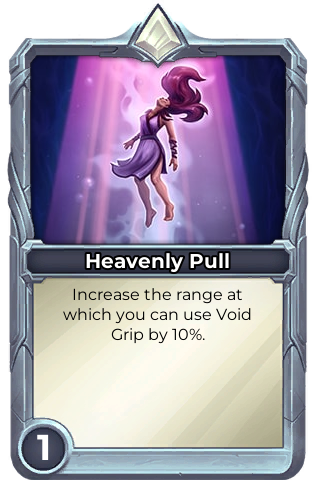 Heavenly Pull
Increase the range at
which you can use Void
Grip by 10%.
1